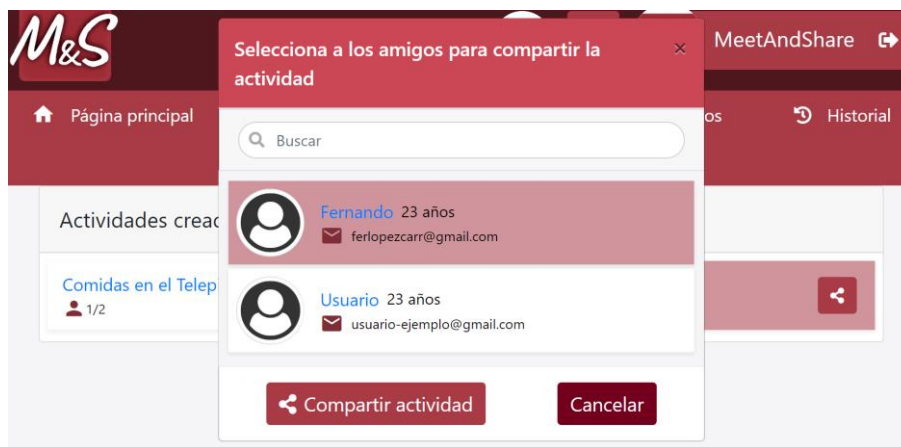 M&S
Selecciona a los amigos para compartir la
actividad
×
MeetAndShare
Página principal
os
Historial
Buscar
Actividades cread
Fernando 23 años
ferlopezcarr@gmail.com
Comidas en el Telep
1/2
Usuario 23 años
usuario-ejemplo@gmail.com
Compartir actividad
Cancelar